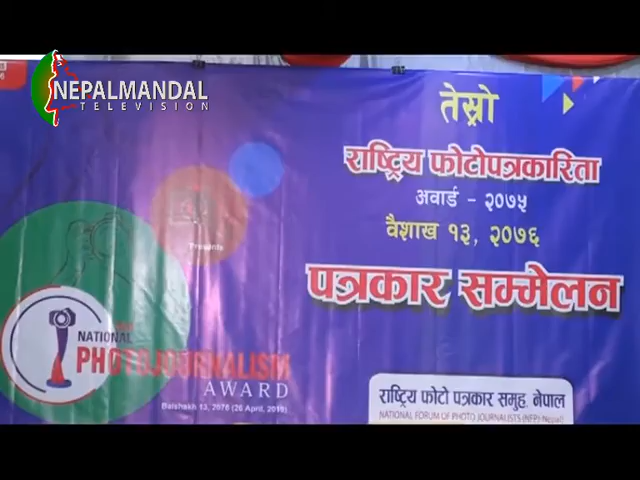 NEPALMANDAL
TELEVISION
तेस्रो
राष्ट्रिय फोटोपत्रकारिता
अवार्ड - २०७५
वैशाख १३, २०७६
पत्रकार सम्मेलन
Presents
NATIONAL
PHOTOJOURNALISM
AWARD
Baishakh 13, 2076 (26 April, 2019)
राष्ट्रिय फोटो पत्रकार समुह, नेपाल
NATIONAL FORUM OF PHOTO JOURNALISTS (NFPJ Nepal)